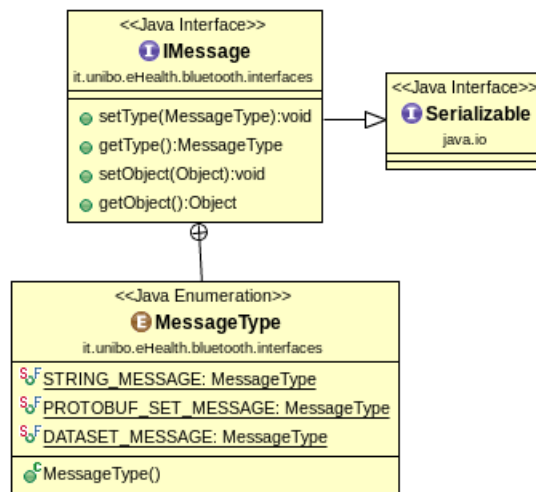 <<Java Interface>>
I IMessage
it.unibo.eHealth.bluetooth.interfaces
setType(MessageType):void
getType():MessageType
setObject(Object):void
getObject():Object
<<Java Interface>>
I Serializable
java.io
<<Java Enumeration>>
E MessageType
it.unibo.eHealth.bluetooth.interfaces
S F STRING_MESSAGE: MessageType
S F PROTOBUF_SET_MESSAGE: MessageType
S F DATASET_MESSAGE: MessageType
C MessageType()